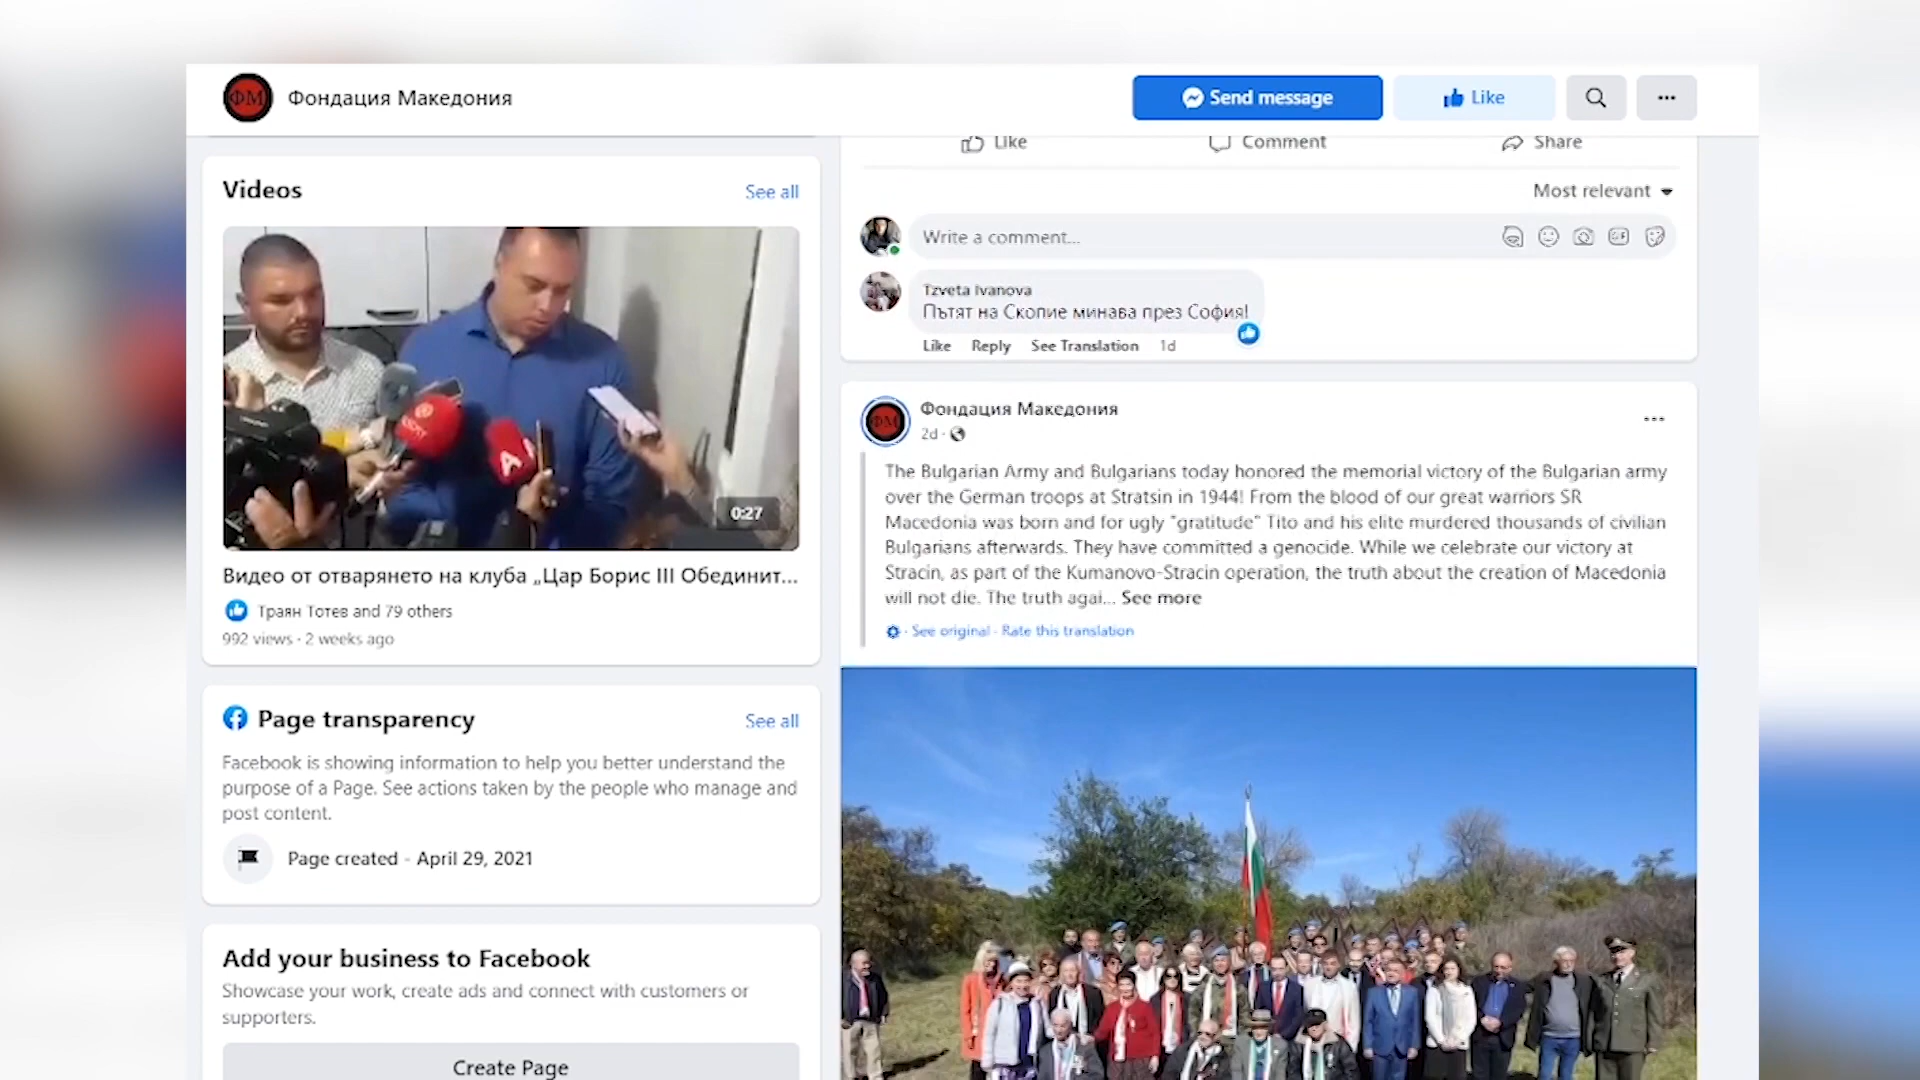 ФМ
Фондация Македония
Send message
Like
Videos
See all
A
0:27
Видео от отварянето на клуба „Цар Борис III Обединит...
Траян Тотев and 79 others
992 views · 2 weeks ago
Page transparency
See all
Facebook is showing information to help you better understand the
purpose of a Page. See actions taken by the people who manage and
post content.
Page created - April 29, 2021
Add your business to Facebook
Showcase your work, create ads and connect with customers or
supporters.
Create Page
Like
Comment
Share
Most relevant
Write a comment...
GIF
Tzveta Ivanova
Пътят на Скопие минава през София!
Like Reply See Translation 1d
ФМ
Фондация Македония
2d ·
The Bulgarian Army and Bulgarians today honored the memorial victory of the Bulgarian army
over the German troops at Stratsin in 1944! From the blood of our great warriors SR
Macedonia was born and for ugly "gratitude" Tito and his elite murdered thousands of civilian
Bulgarians afterwards. They have committed a genocide. While we celebrate our victory at
Stracin, as part of the Kumanovo-Stracin operation, the truth about the creation of Macedonia
will not die. The truth agai... See more
· See original · Rate this translation